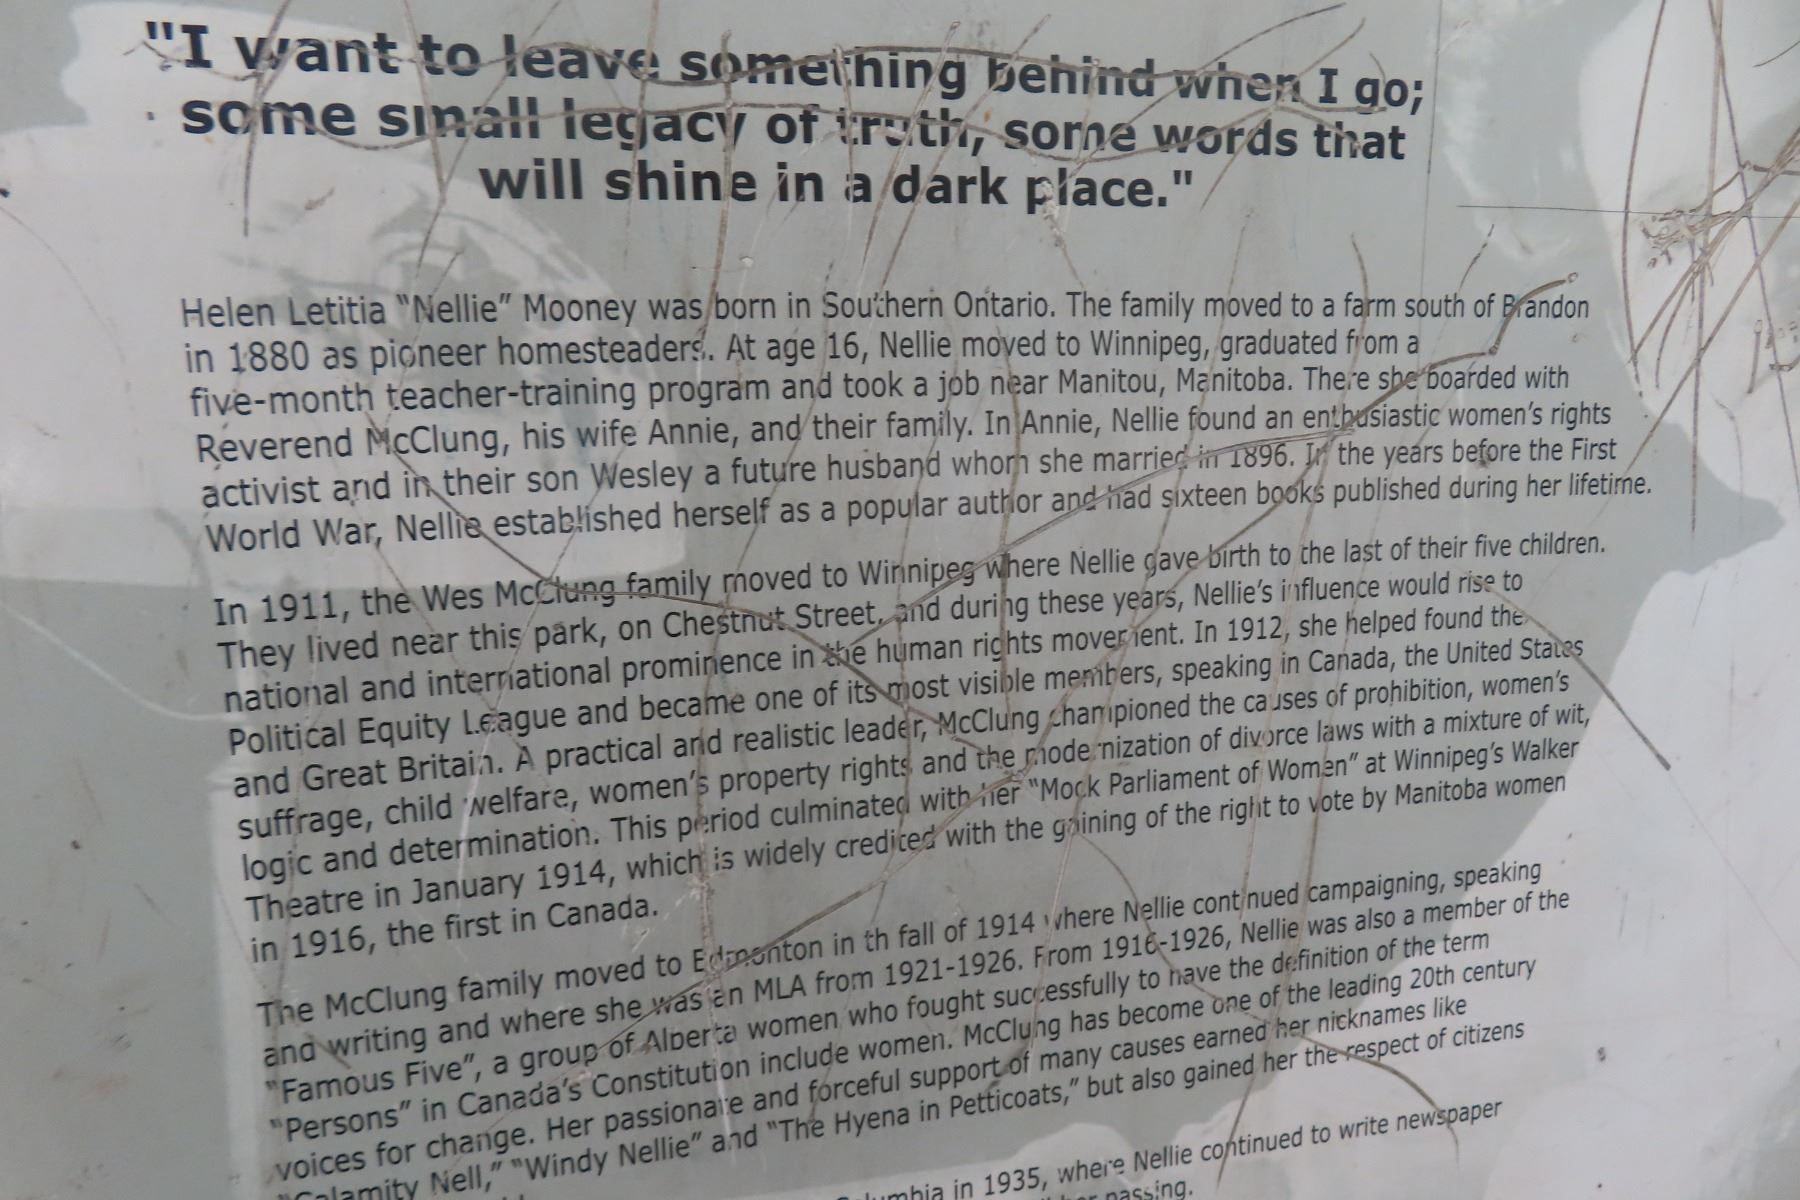 "I want to leave something behind when I go;
some small legacy of truth, some words that
will shine in a dark place."
Helen Letitia “Nellie” Mooney was born in Southern Ontario. The family moved to a farm south of Brandon
in 1880 as pioneer homesteaders. At age 16, Nellie moved to Winnipeg, graduated from a
five-month teacher-training program and took a job near Manitou, Manitoba. There she boarded with
Reverend McClung, his wife Annie, and their family. In Annie, Nellie found an enthusiastic women’s rights
activist and in their son Wesley a future husband whom she married in 1896. In the years before the First
World War, Nellie established herself as a popular author and had sixteen books published during her lifetime.
In 1911, the Wes McClung family moved to Winnipeg where Nellie gave birth to the last of their five children.
They lived near this park, on Chestnut Street, and during these years, Nellie’s influence would rise to
national and international prominence in the human rights movement. In 1912, she helped found the
Political Equity League and became one of its most visible members, speaking in Canada, the United States
and Great Britain. A practical and realistic leader, McClung championed the causes of prohibition, women’s
suffrage, child welfare, women’s property rights and the modernization of divorce laws with a mixture of wit,
logic and determination. This period culminated with her “Mock Parliament of Women” at Winnipeg’s Walker
Theatre in January 1914, which is widely credited with the gaining of the right to vote by Manitoba women
in 1916, the first in Canada.
The McClung family moved to Edmonton in th fall of 1914 where Nellie continued campaigning, speaking
and writing and where she was an MLA from 1921-1926. From 1916-1926, Nellie was also a member of the
“Famous Five”, a group of Alberta women who fought successfully to have the definition of the term
“Persons” in Canada’s Constitution include women. McClung has become one of the leading 20th century
voices for change. Her passionate and forceful support of many causes earned her nicknames like
“Calamity Nell,” “Windy Nellie” and “The Hyena in Petticoats,” but also gained her the respect of citizens
in 1935, where Nellie continued to write newspaper
passing.